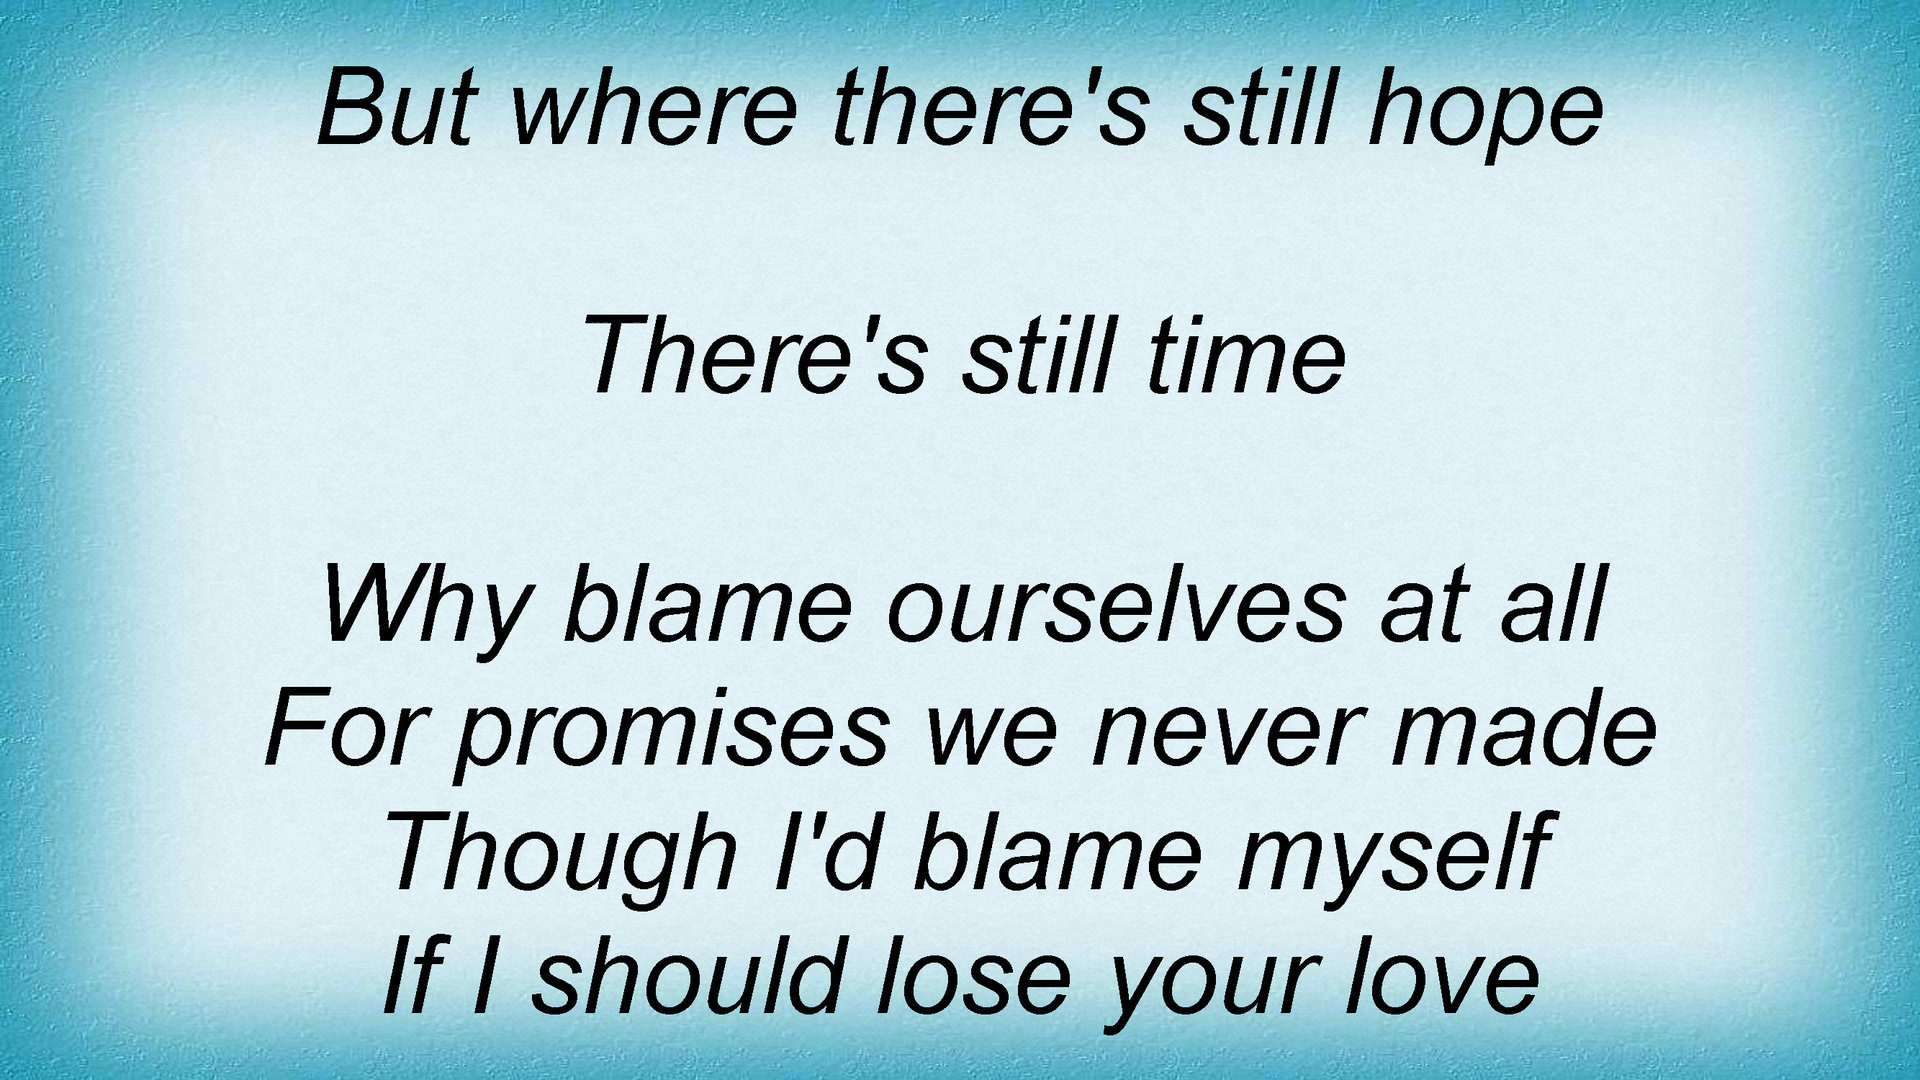 But where there's still hope
There's still time
Why blame ourselves at all
For promises we never made
Though I'd blame myself
If I should lose your love